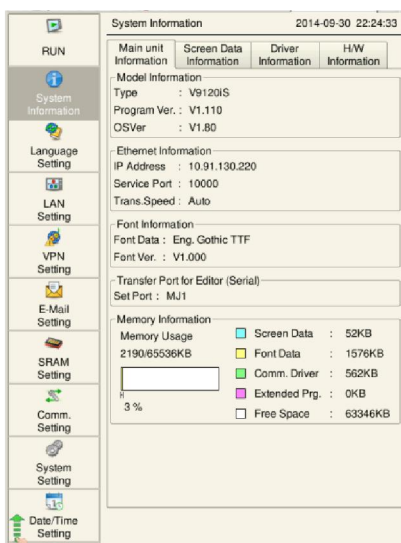 System Information 2014-09-30 22:24:33
RUN
System
Information
Language
Setting
LAN
Setting
VPN
Setting
E-Mail
Setting
SRAM
Setting
Comm.
Setting
System
Setting
Date/Time
Setting
Main unit
Information
Screen Data
Information
Driver
Information
H/W
Information
Model Information
Type : V9120iS
Program Ver. : V1.110
OSVer : V1.80
Ethernet Information
IP Address : 10.91.130.220
Service Port : 10000
Trans.Speed : Auto
Font Information
Font Data : Eng. Gothic TTF
Font Ver. : V1.000
Transfer Port for Editor (Serial)
Set Port : MJ1
Memory Information
Memory Usage
2190/65536KB
3 %
Screen Data : 52KB
Font Data : 1576KB
Comm. Driver : 562KB
Extended Prg. : 0KB
Free Space : 63346KB